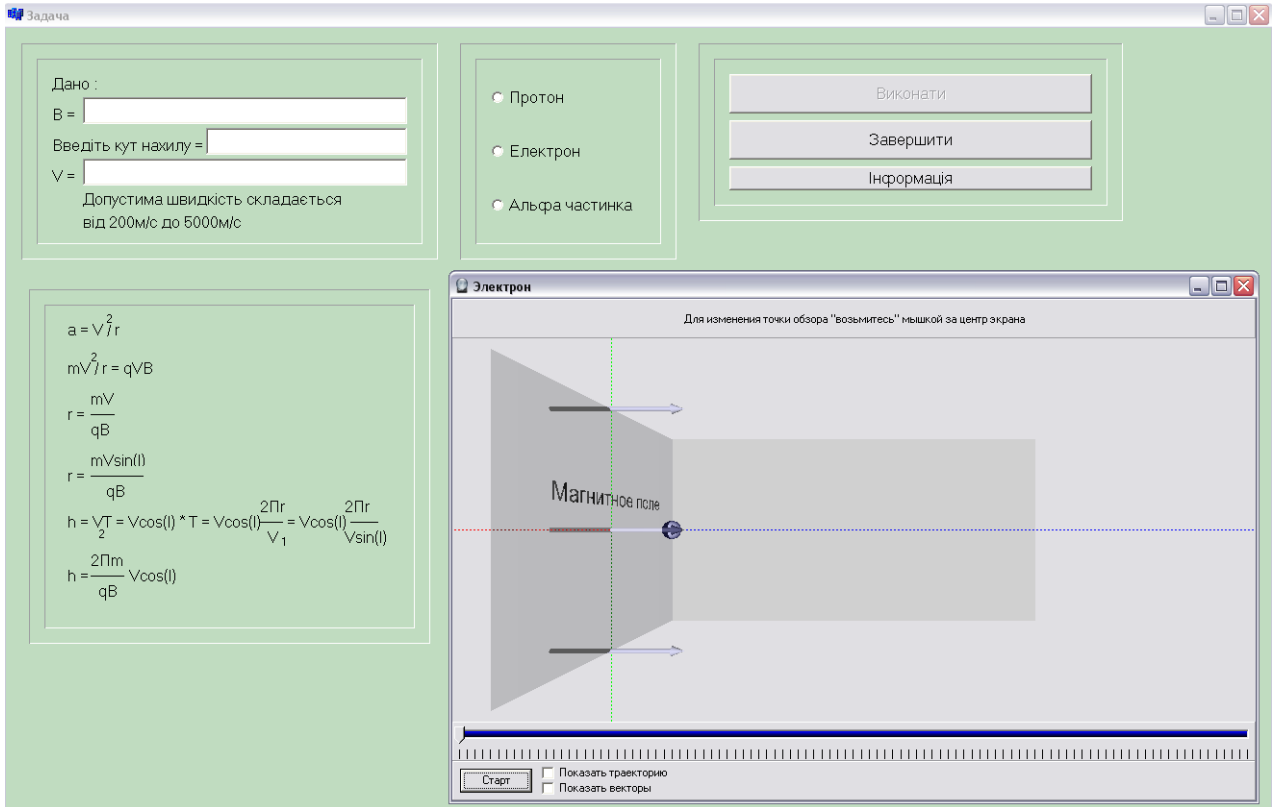 Задача
Дано :
B =
Введіть кут нахилу =
V =
Допустима швидкість складається
від 200м/с до 5000м/с
Протон
Електрон
Альфа частинка
Виконати
Завершити
Інформація
a = V²/r
mV²/r = qVB
r = mV/qB
r = mVsin(l)/qB
h = V₂T = Vcos(l) * T = Vcos(l) 2Пr/V₁ = Vcos(l) 2Пr/Vsin(l)
h = 2Пm/qB Vcos(l)
Электрон
Для изменения точки обзора "возьмитесь" мышкой за центр экрана
Магнитное поле
Старт
Показать траекторию
Показать векторы